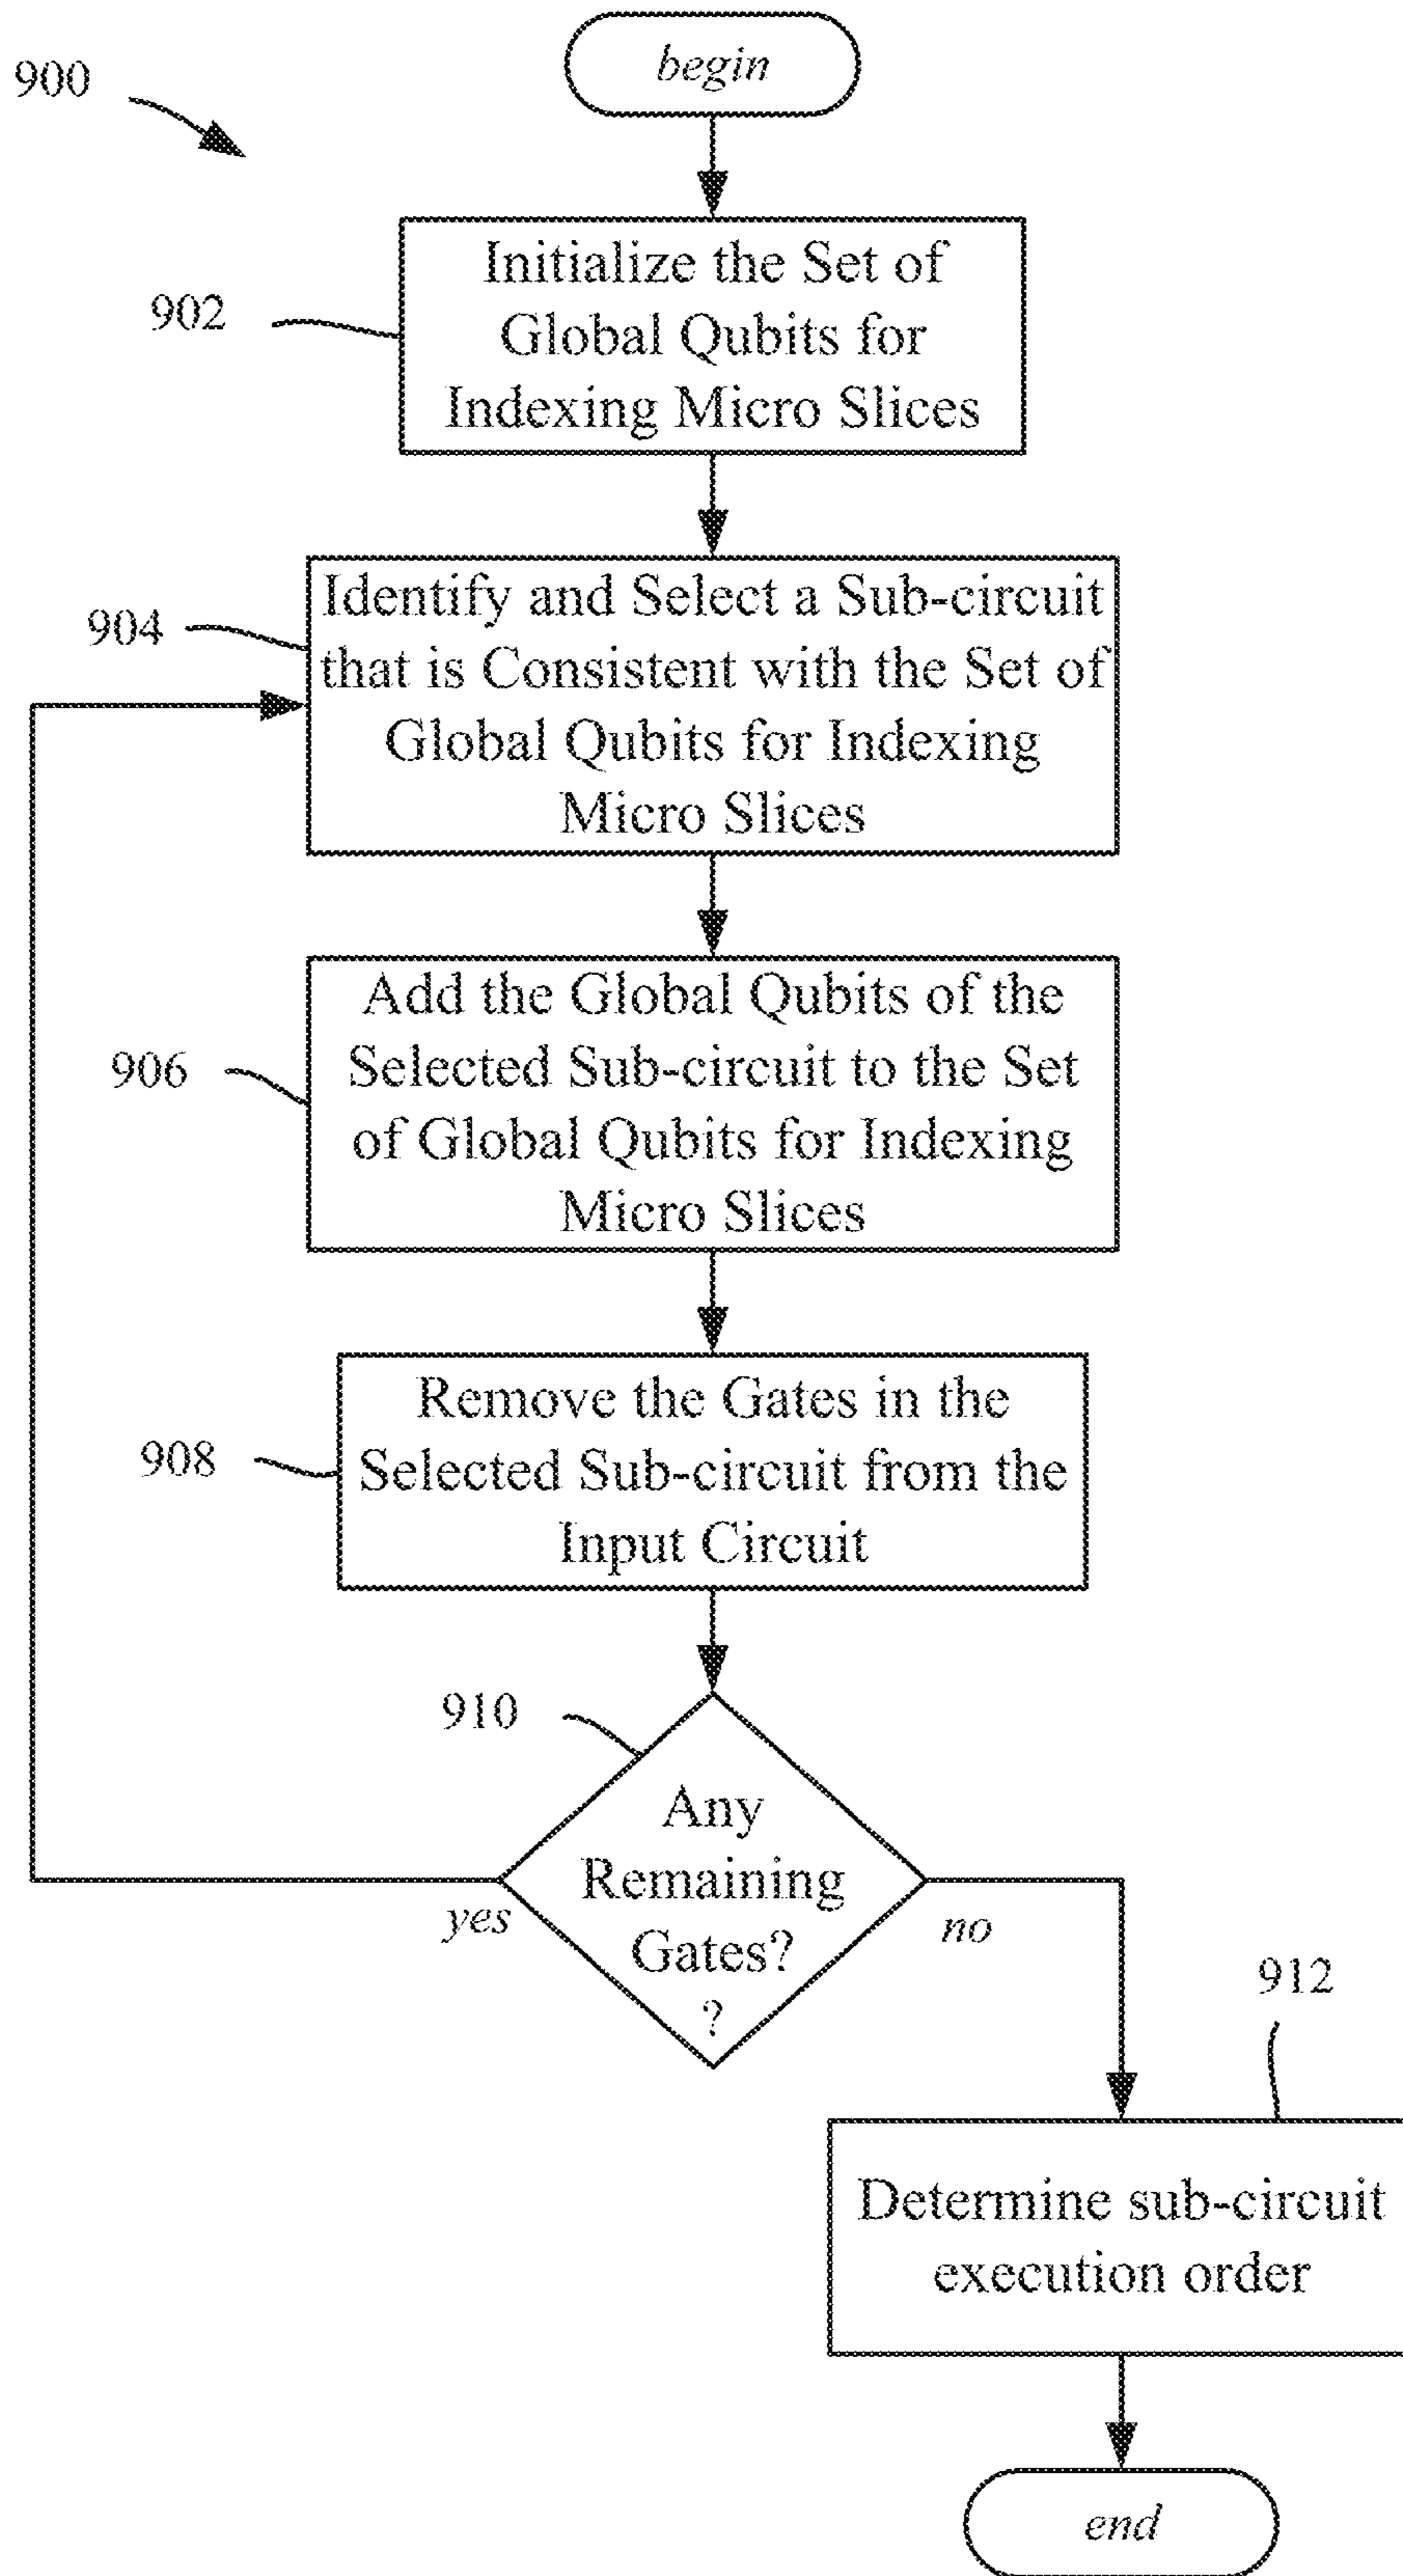 begin
900
Initialize the Set of
Global Qubits for
Indexing Micro Slices
902
Identify and Select a Sub-circuit
that is Consistent with the Set of
Global Qubits for Indexing
Micro Slices
904
Add the Global Qubits of the
Selected Sub-circuit to the Set
of Global Qubits for Indexing
Micro Slices
906
Remove the Gates in the
Selected Sub-circuit from the
Input Circuit
908
910
Any
Remaining
Gates?
?
yes
no
912
Determine sub-circuit
execution order
end